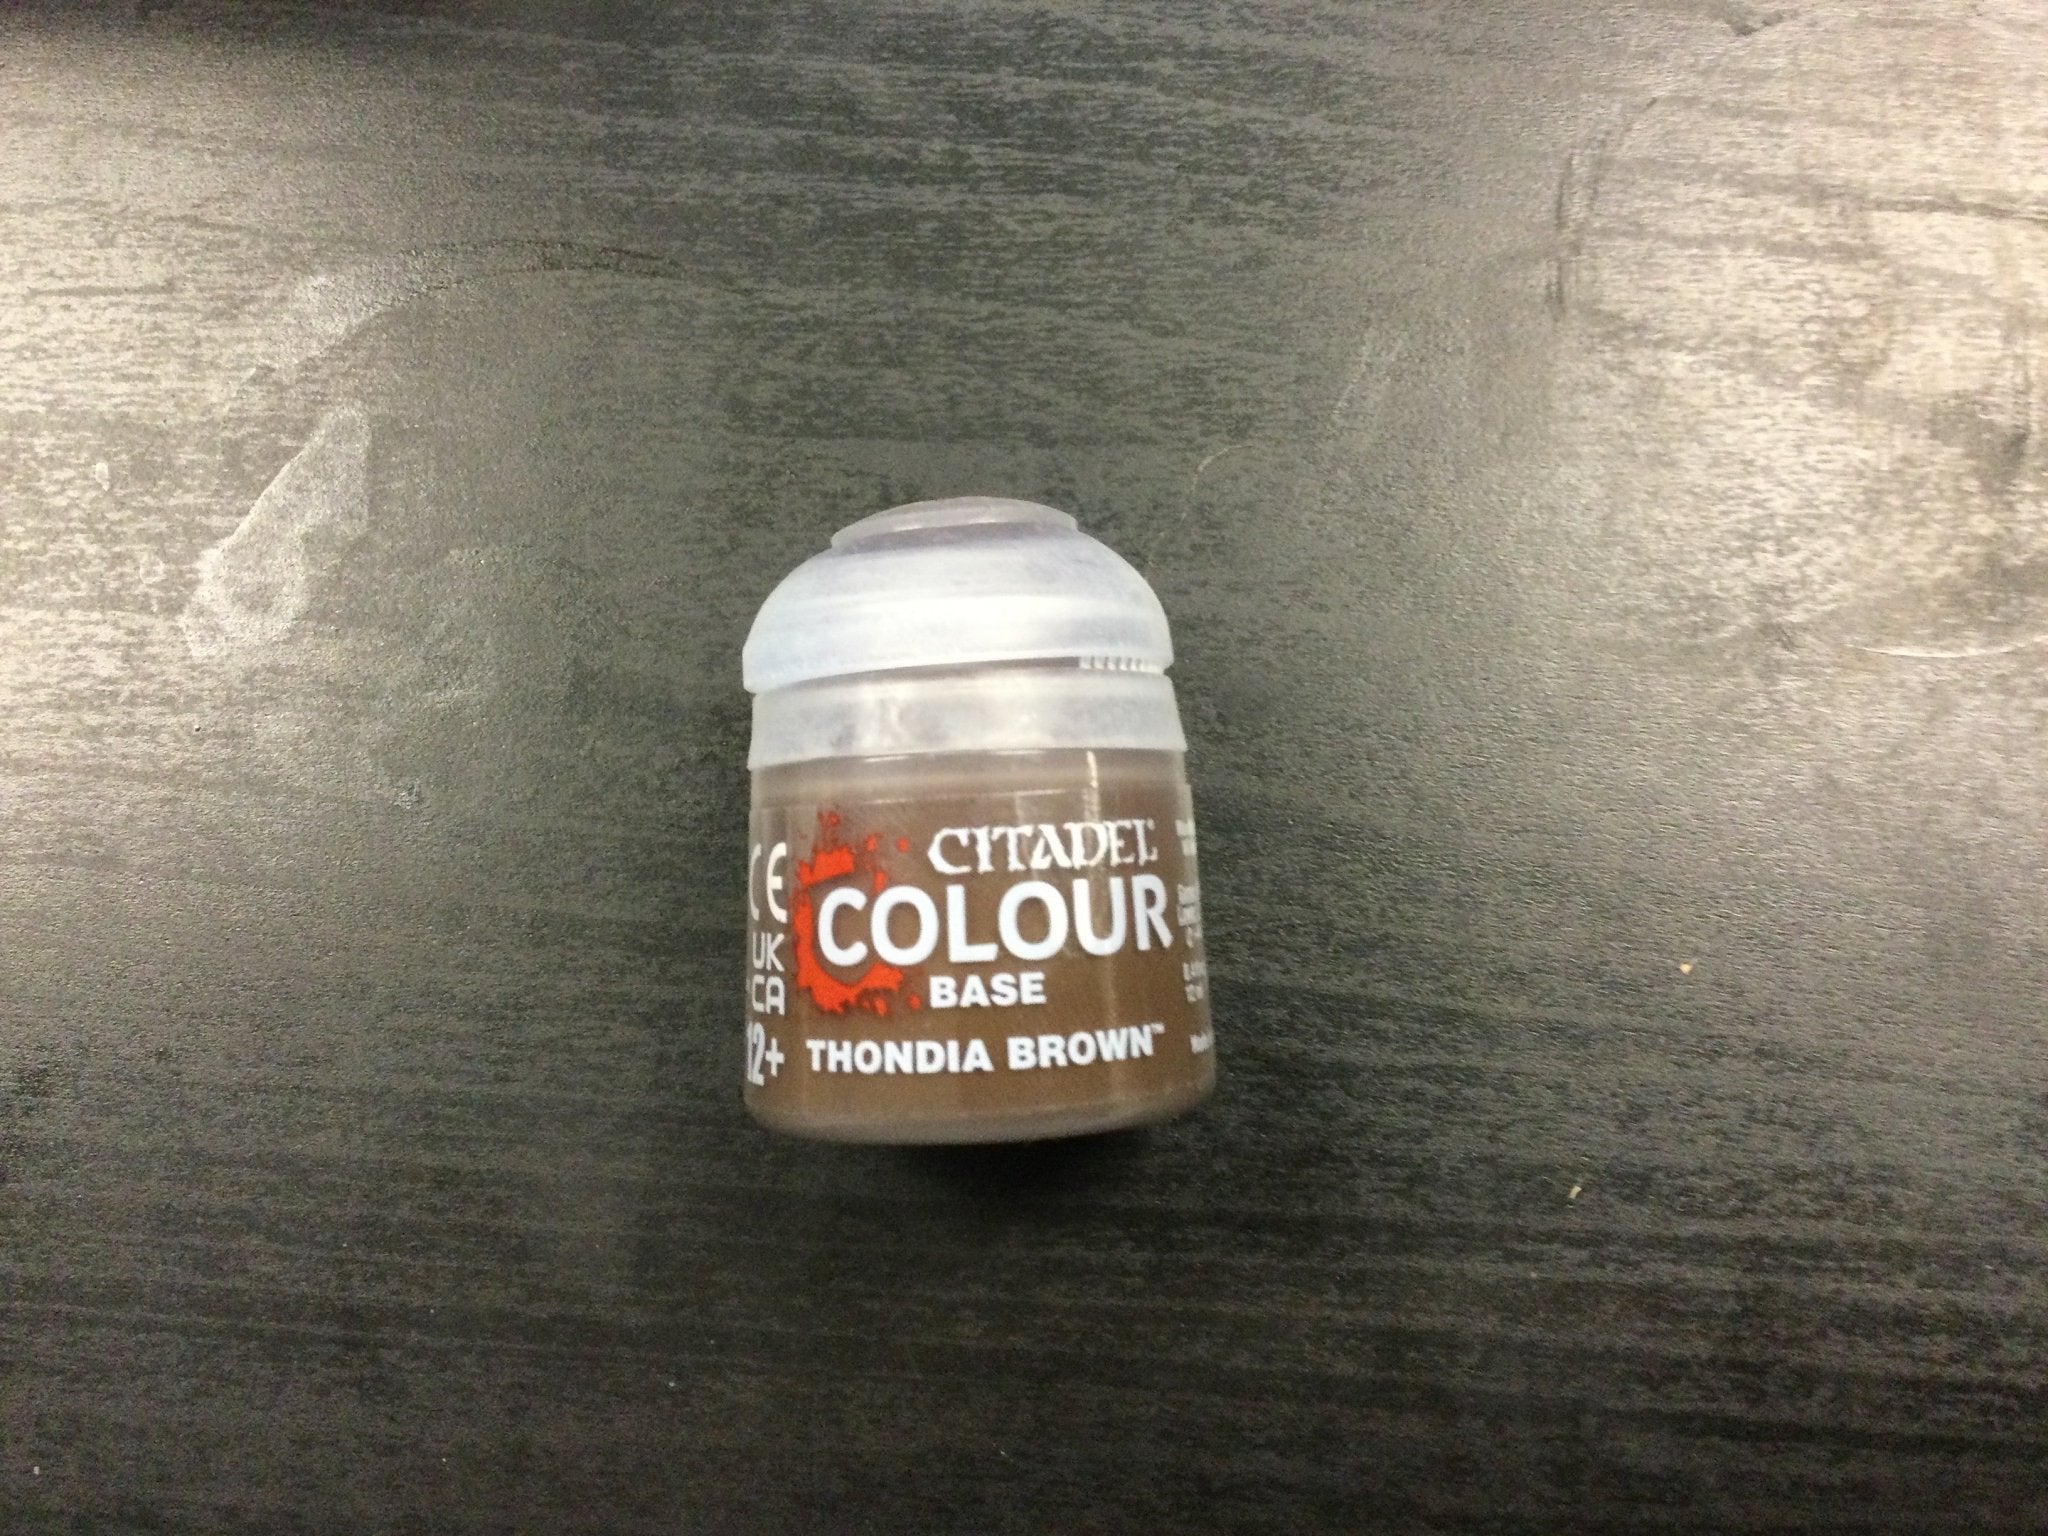 CITADEL
COLOUR
BASE
THONDIA BROWN™
CE
UK
CA
12+